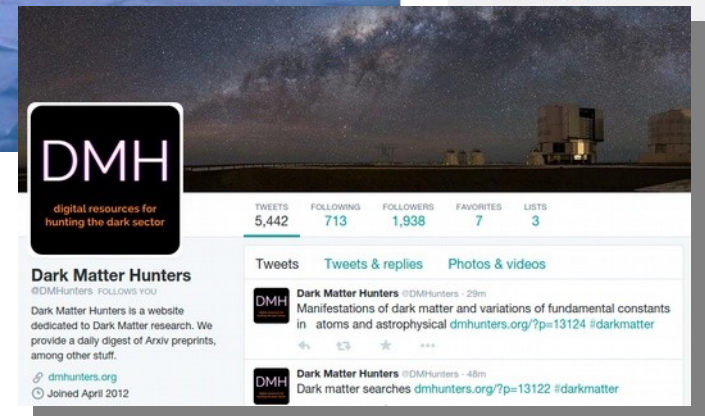 DMH
digital resources for
hunting the dark sector
TWEETS FOLLOWING FOLLOWERS FAVORITES LISTS
5,442 713 1,938 7 3
Dark Matter Hunters
@DMHunters FOLLOWS YOU
Dark Matter Hunters is a website
dedicated to Dark Matter research. We
provide a daily digest of Arxiv preprints,
among other stuff.
dmhunters.org
Joined April 2012
Tweets Tweets & replies Photos & videos
DMH
Dark Matter Hunters @DMHunters · 29m
Manifestations of dark matter and variations of fundamental constants
in atoms and astrophysical dmhunters.org/?p=13124 #darkmatter
DMH
Dark Matter Hunters @DMHunters · 48m
Dark matter searches dmhunters.org/?p=13122 #darkmatter